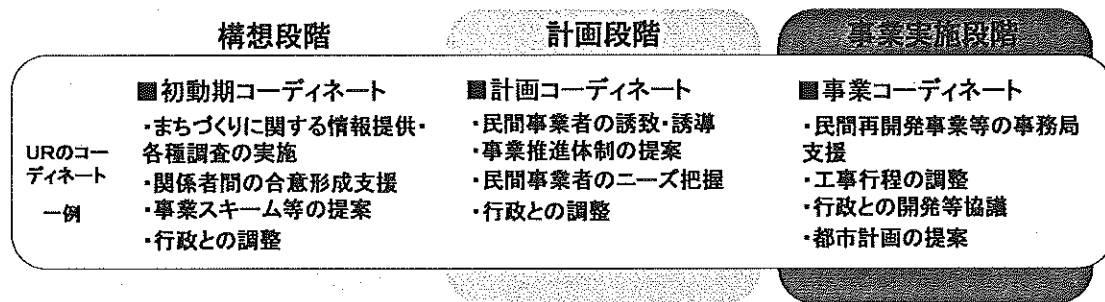 構想段階
計画段階
事業実施段階
URのコー
ディネート
一例
■初動期コーディネート
・まちづくりに関する情報提供・
各種調査の実施
・関係者間の合意形成支援
・事業スキーム等の提案
・行政との調整
■計画コーディネート
・民間事業者の誘致・誘導
・事業推進体制の提案
・民間事業者のニーズ把握
・行政との調整
■事業コーディネート
・民間再開発事業等の事務局
支援
・工事行程の調整
・行政との開発等協議
・都市計画の提案